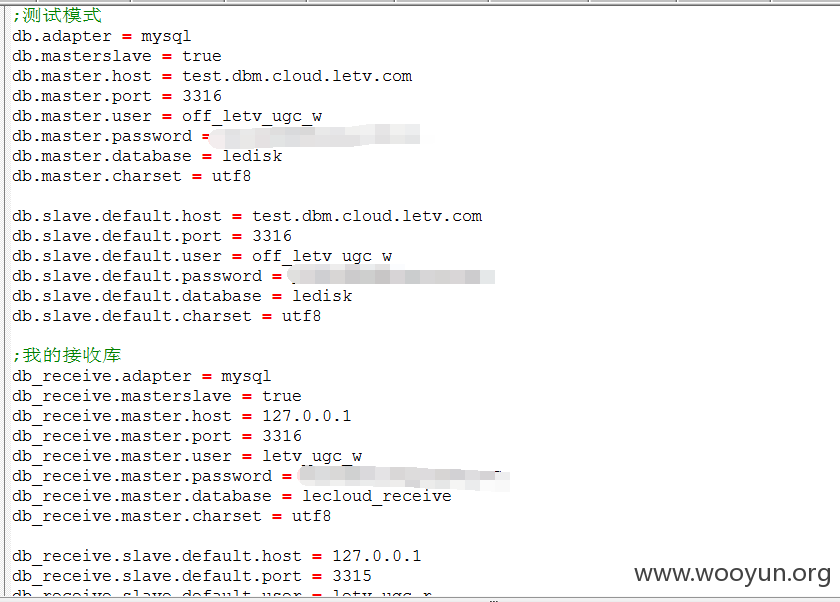 ;测试模式
db.adapter = mysql
db.masterslave = true
db.master.host = test.dbm.cloud.letv.com
db.master.port = 3316
db.master.user = off_letv_ugc_w
db.master.password =
db.master.database = ledisk
db.master.charset = utf8
db.slave.default.host = test.dbm.cloud.letv.com
db.slave.default.port = 3316
db.slave.default.user = off_letv_ugc_w
db.slave.default.password =
db.slave.default.database = ledisk
db.slave.default.charset = utf8
;我的接收库
db_receive.adapter = mysql
db_receive.masterslave = true
db_receive.master.host = 127.0.0.1
db_receive.master.port = 3316
db_receive.master.user = letv_ugc_w
db_receive.master.password =
db_receive.master.database = lecloud_receive
db_receive.master.charset = utf8
db_receive.slave.default.host = 127.0.0.1
db_receive.slave.default.port = 3315
db_receive.slave.default.user = letv_ugc_r
www.wooyun.org